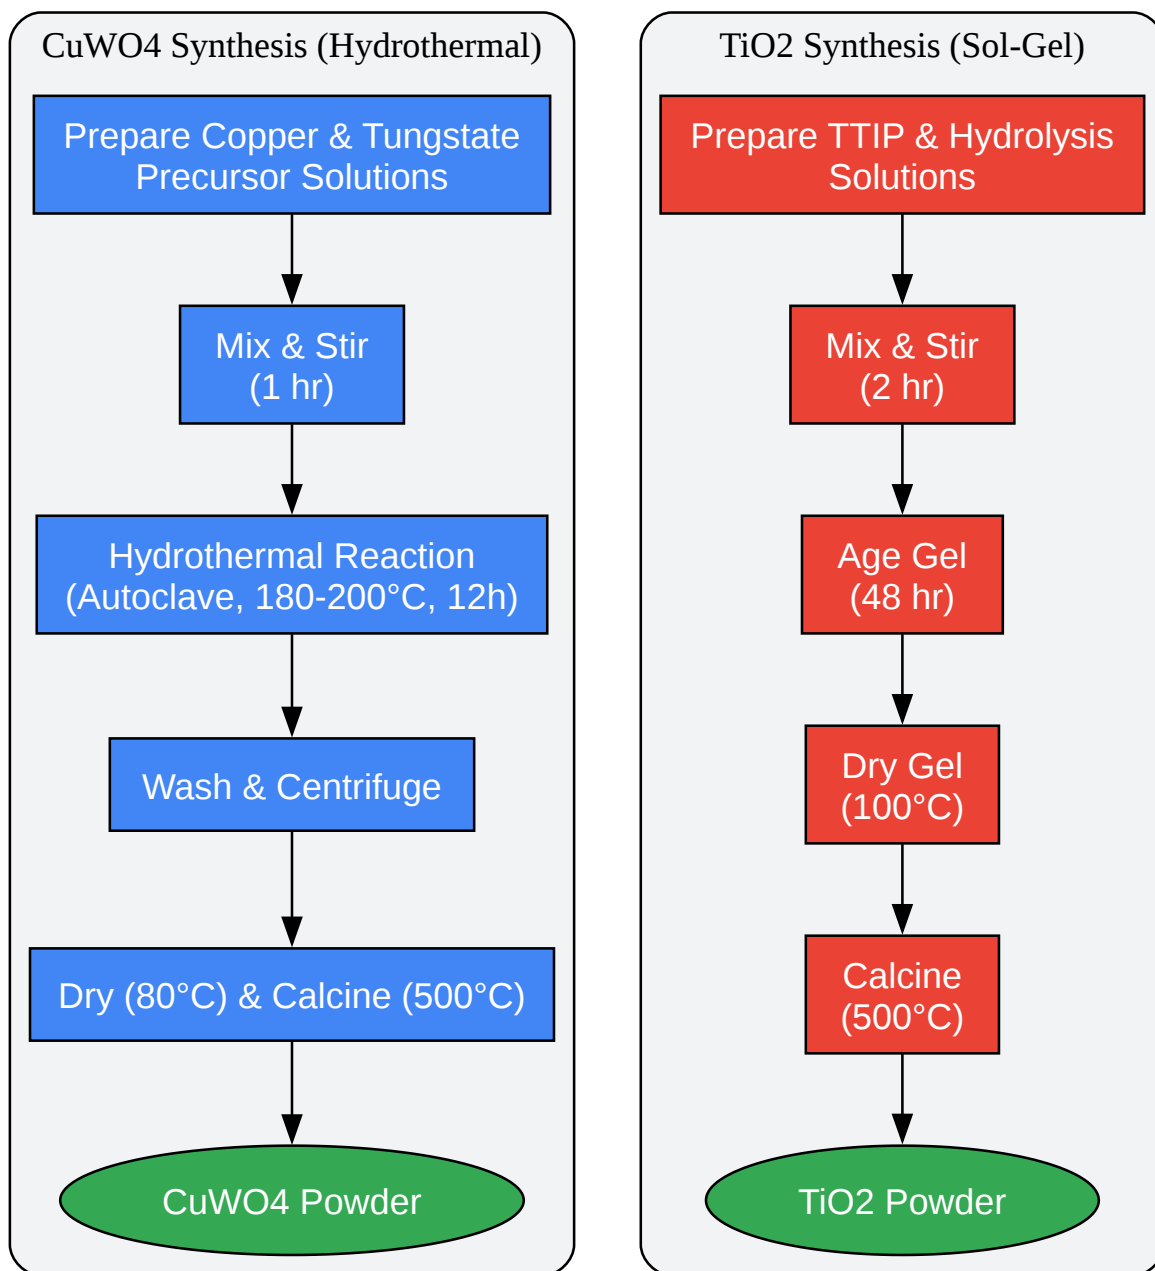 CuWO4 Synthesis (Hydrothermal)
Prepare Copper & Tungstate
Precursor Solutions
Mix & Stir
(1 hr)
Hydrothermal Reaction
(Autoclave, 180-200°C, 12h)
Wash & Centrifuge
Dry (80°C) & Calcine (500°C)
CuWO4 Powder
TiO2 Synthesis (Sol-Gel)
Prepare TTIP & Hydrolysis
Solutions
Mix & Stir
(2 hr)
Age Gel
(48 hr)
Dry Gel
(100°C)
Calcine
(500°C)
TiO2 Powder